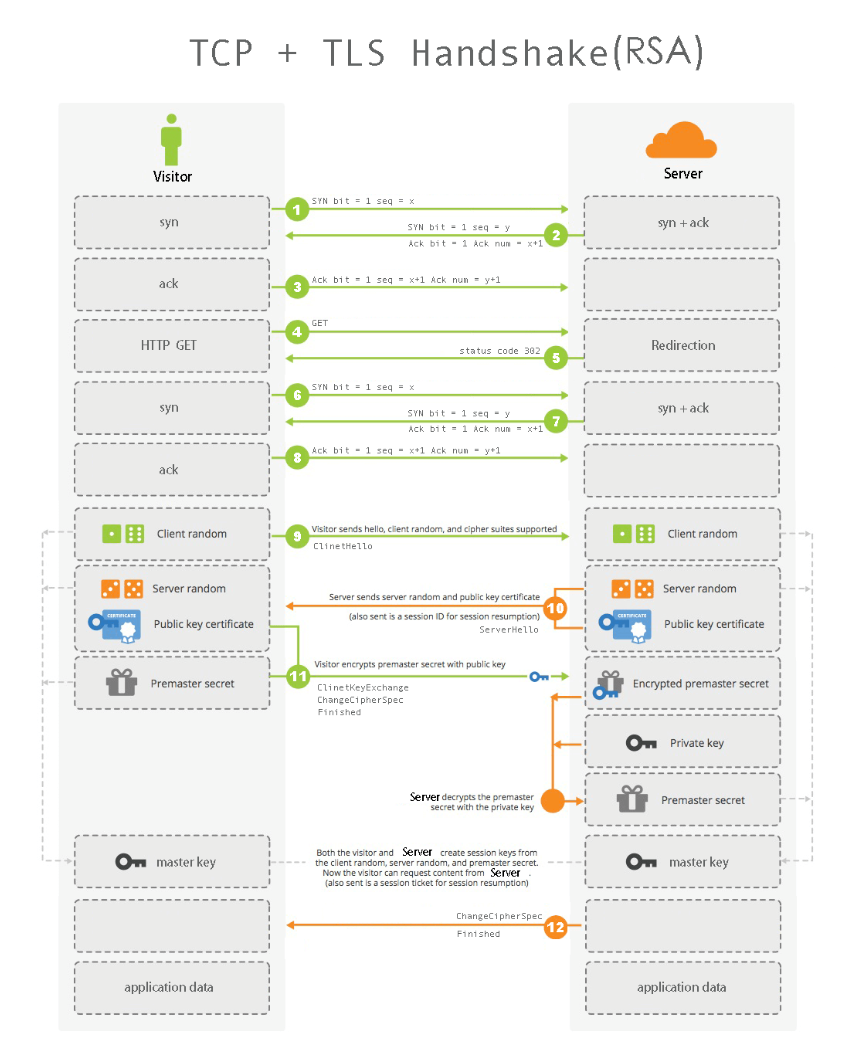 TCP + TLS Handshake(RSA)
Visitor
Server
syn
1
SYN bit = 1 seq = x
syn + ack
SYN bit = 1 seq = y
2
Ack bit = 1 Ack num = x+1
ack
3
Ack bit = 1 seq = x+1 Ack num = y+1
HTTP GET
4
GET
Redirection
status code 302
5
syn
6
SYN bit = 1 seq = x
syn + ack
SYN bit = 1 seq = y
7
Ack bit = 1 Ack num = x+1
ack
8
Ack bit = 1 seq = x+1 Ack num = y+1
Client random
9
Visitor sends hello, client random, and cipher suites supported
ClinetHello
Client random
Server random
CERTIFICATE
Public key certificate
Server sends server random and public key certificate
10
(also sent is a session ID for session resumption)
ServerHello
Server random
CERTIFICATE
Public key certificate
Premaster secret
11
Visitor encrypts premaster secret with public key
ClinetKeyExchange
ChangeCipherSpec
Finished
Encrypted premaster secret
Private key
Server decrypts the premaster
secret with the private key
Premaster secret
master key
Both the visitor and Server create session keys from
the client random, server random, and premaster secret.
Now the visitor can request content from Server .
(also sent is a session ticket for session resumption)
master key
ChangeCipherSpec
12
Finished
application data
application data